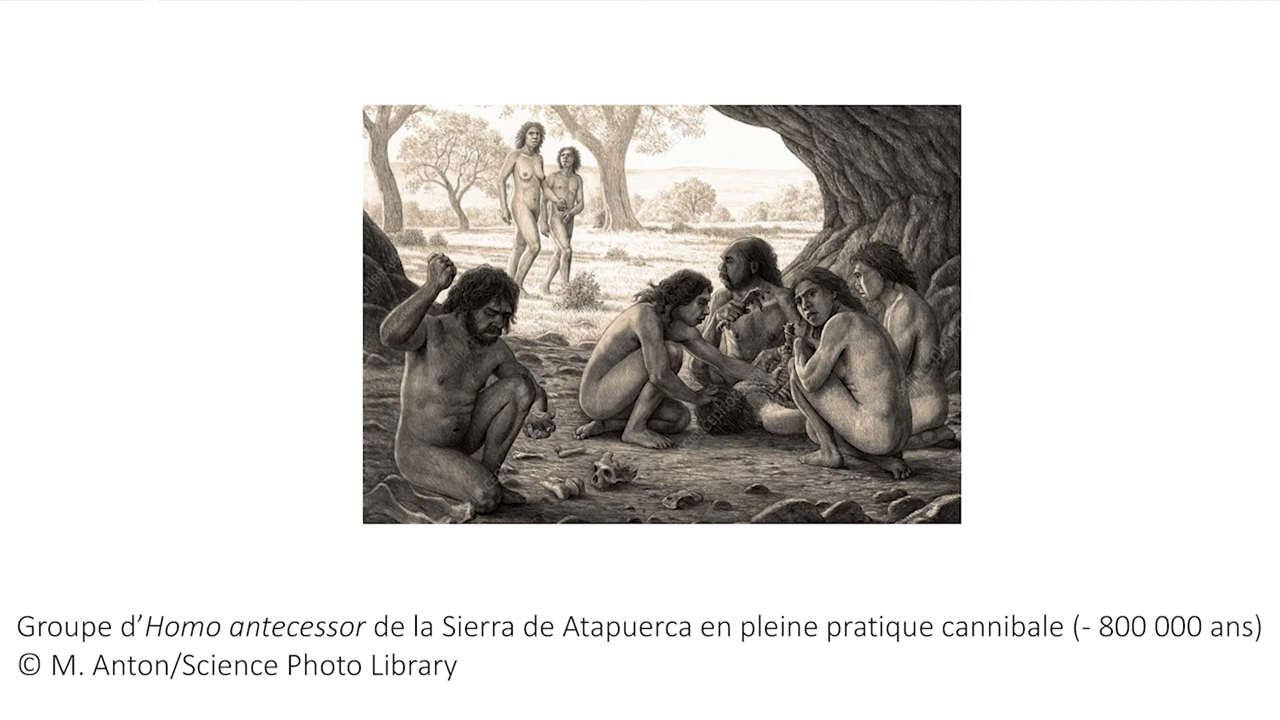 Groupe d’Homo antecessor de la Sierra de Atapuerca en pleine pratique cannibale (- 800 000 ans)
© M. Anton/Science Photo Library